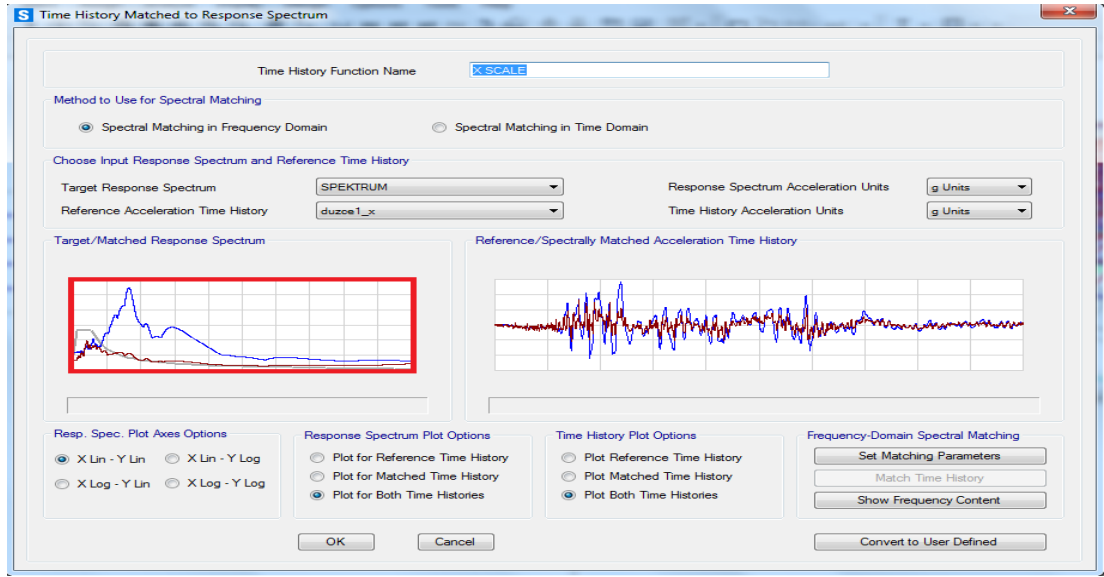 S Time History Matched to Response Spectrum
Time History Function Name X SCALE
Method to Use for Spectral Matching
Spectral Matching in Frequency Domain Spectral Matching in Time Domain
Choose Input Response Spectrum and Reference Time History
Target Response Spectrum SPEKTRUM Response Spectrum Acceleration Units g Units
Reference Acceleration Time History duzce1_x Time History Acceleration Units g Units
Target/Matched Response Spectrum Reference/Spectrally Matched Acceleration Time History
Resp. Spec. Plot Axes Options
X Lin - Y Lin X Lin - Y Log
X Log - Y Lin X Log - Y Log
Response Spectrum Plot Options
Plot for Reference Time History
Plot for Matched Time History
Plot for Both Time Histories
Time History Plot Options
Plot Reference Time History
Plot Matched Time History
Plot Both Time Histories
Frequency-Domain Spectral Matching
Set Matching Parameters
Match Time History
Show Frequency Content
OK Cancel Convert to User Defined